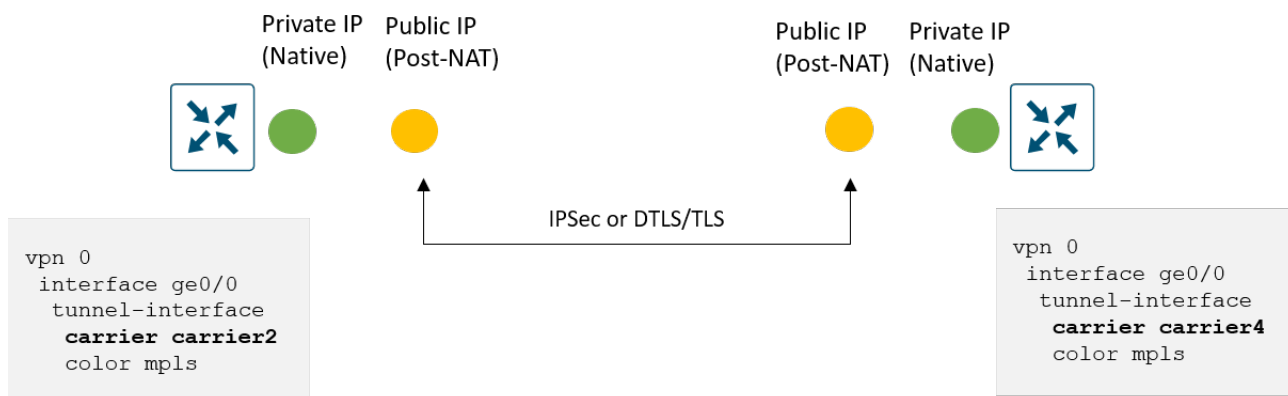 Private IP
(Native)
Public IP
(Post-NAT)
Public IP
(Post-NAT)
Private IP
(Native)
IPSec or DTLS/TLS
vpn 0
interface ge0/0
tunnel-interface
carrier carrier2
color mpls
vpn 0
interface ge0/0
tunnel-interface
carrier carrier4
color mpls